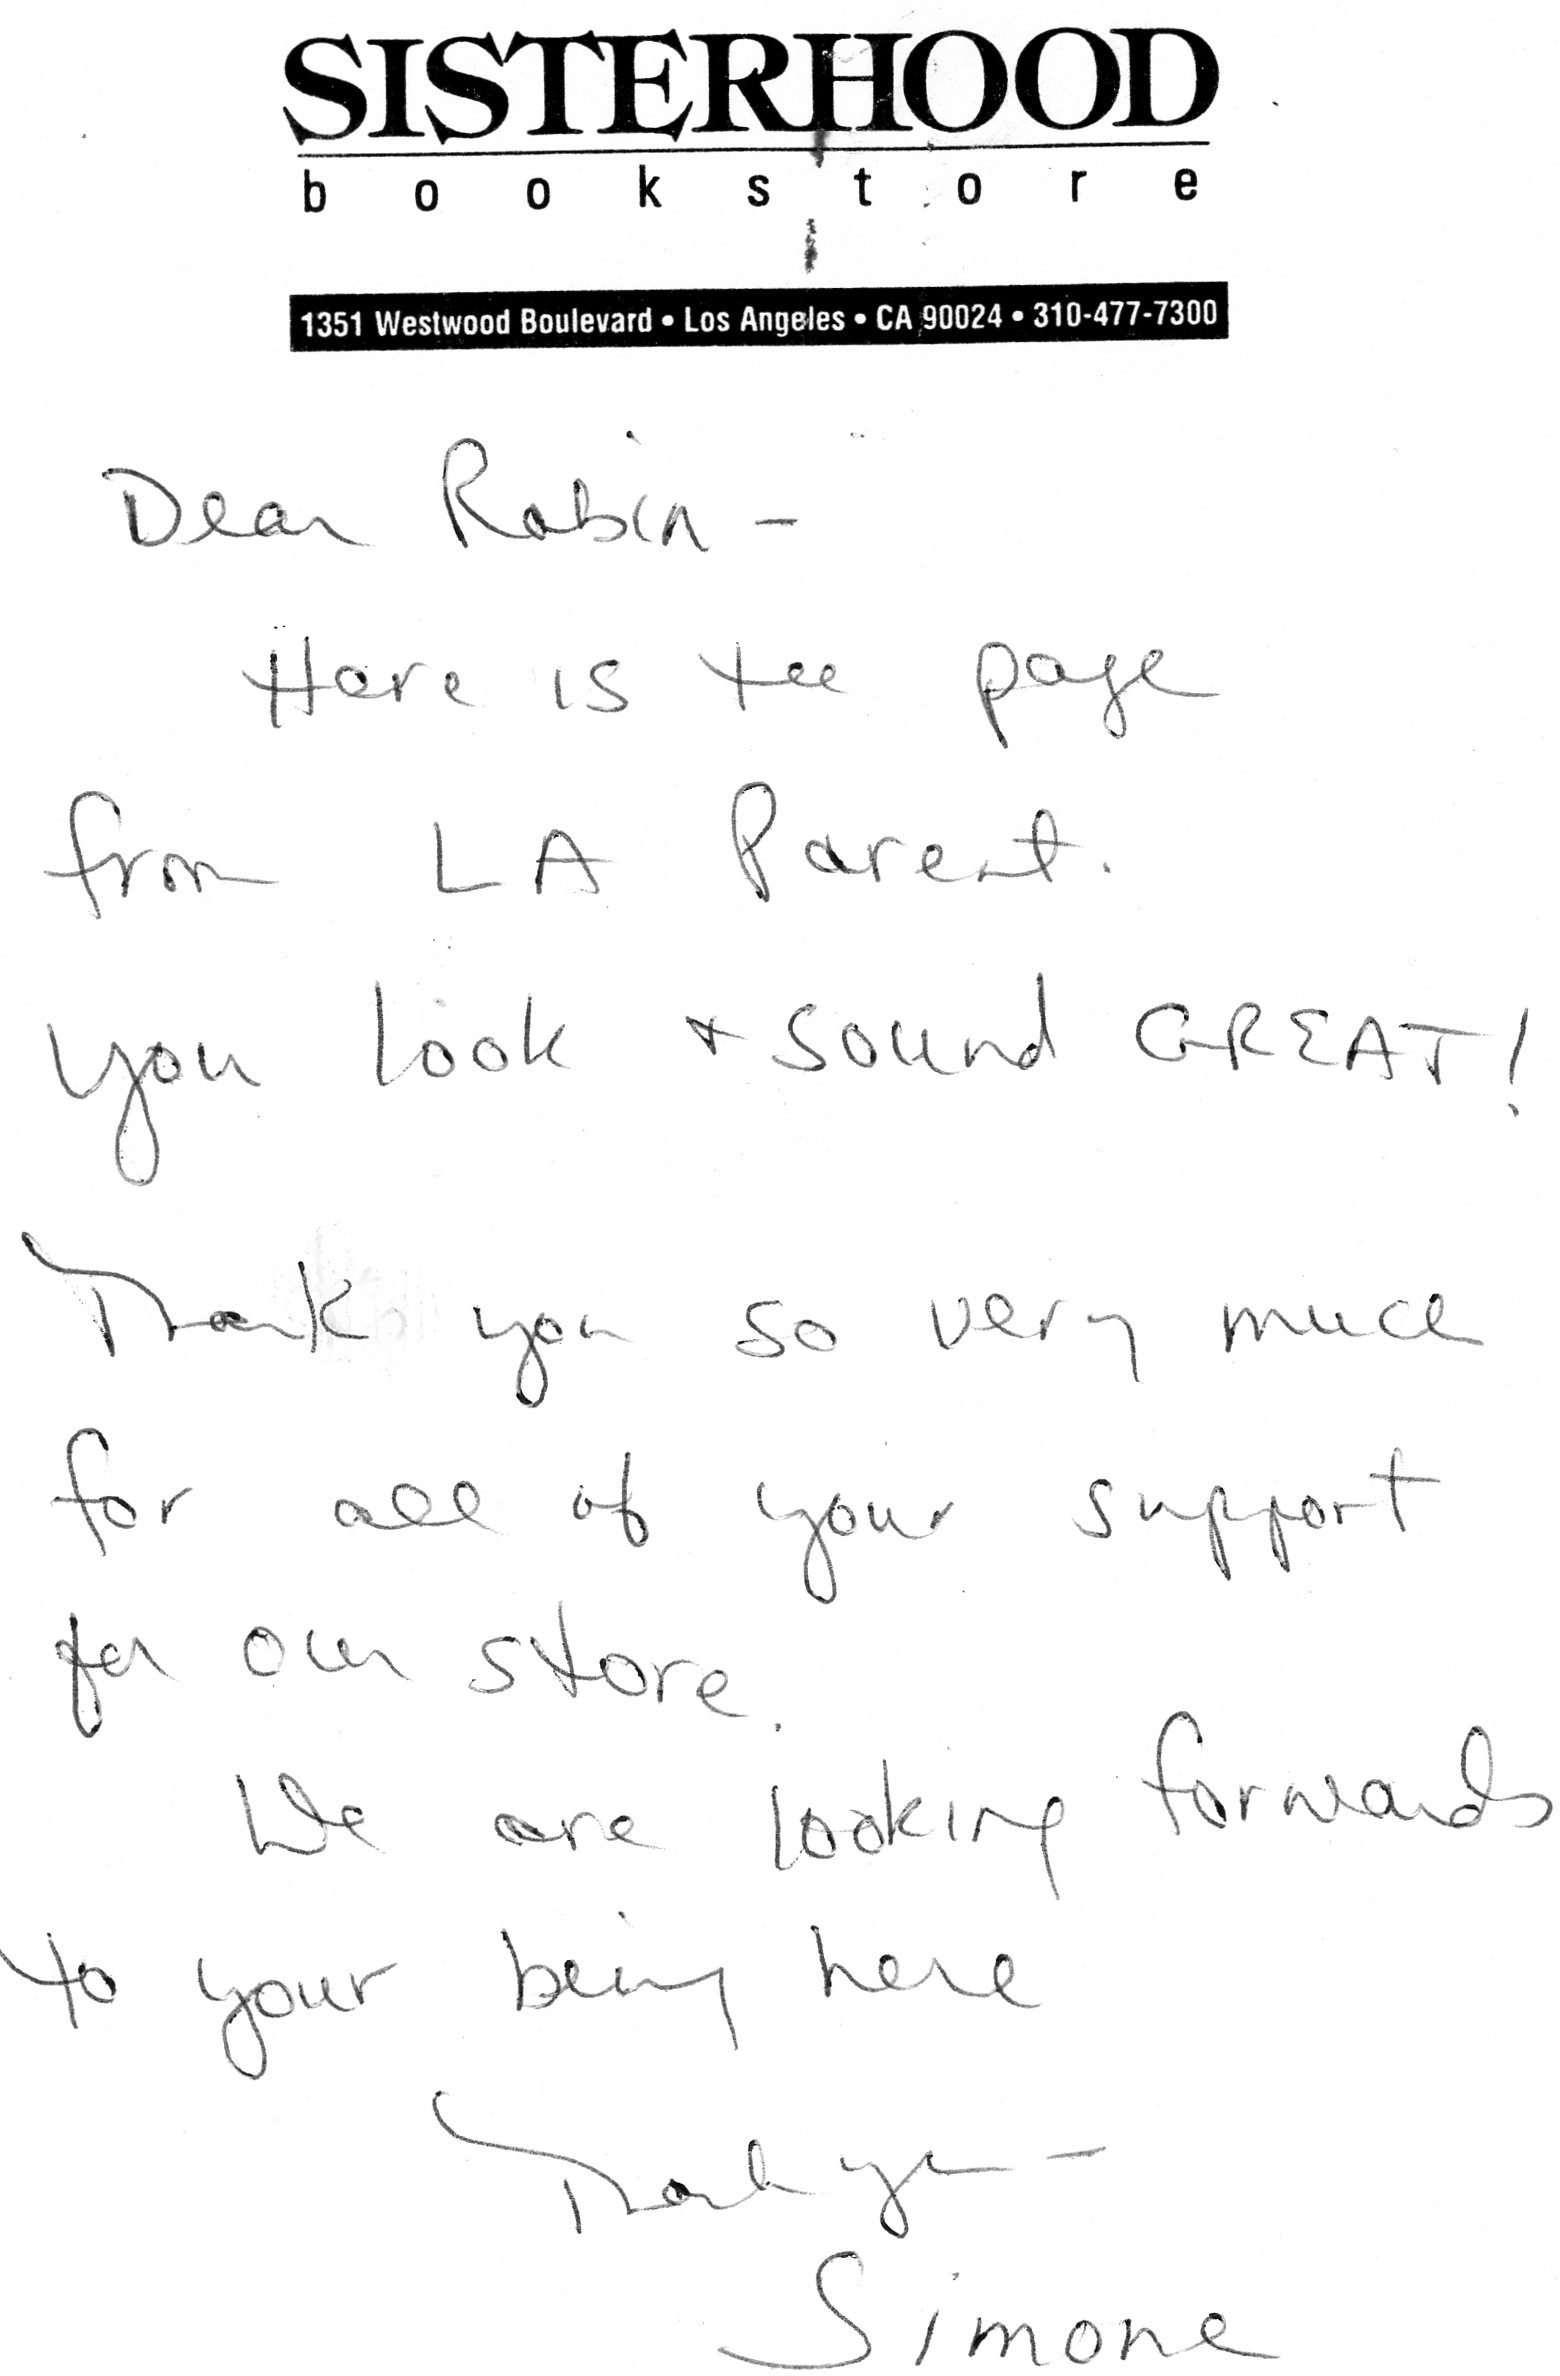 SISTERHOOD
bookstore
1351 Westwood Boulevard • Los Angeles • CA 90024 • 310-477-7300
Dear Robin -
Here is the page
from LA Parent.
you look + sound GREAT!
Thank you so very much
for all of your support
for our store.
We are looking forwards
to your being here
Thank you -
Simone